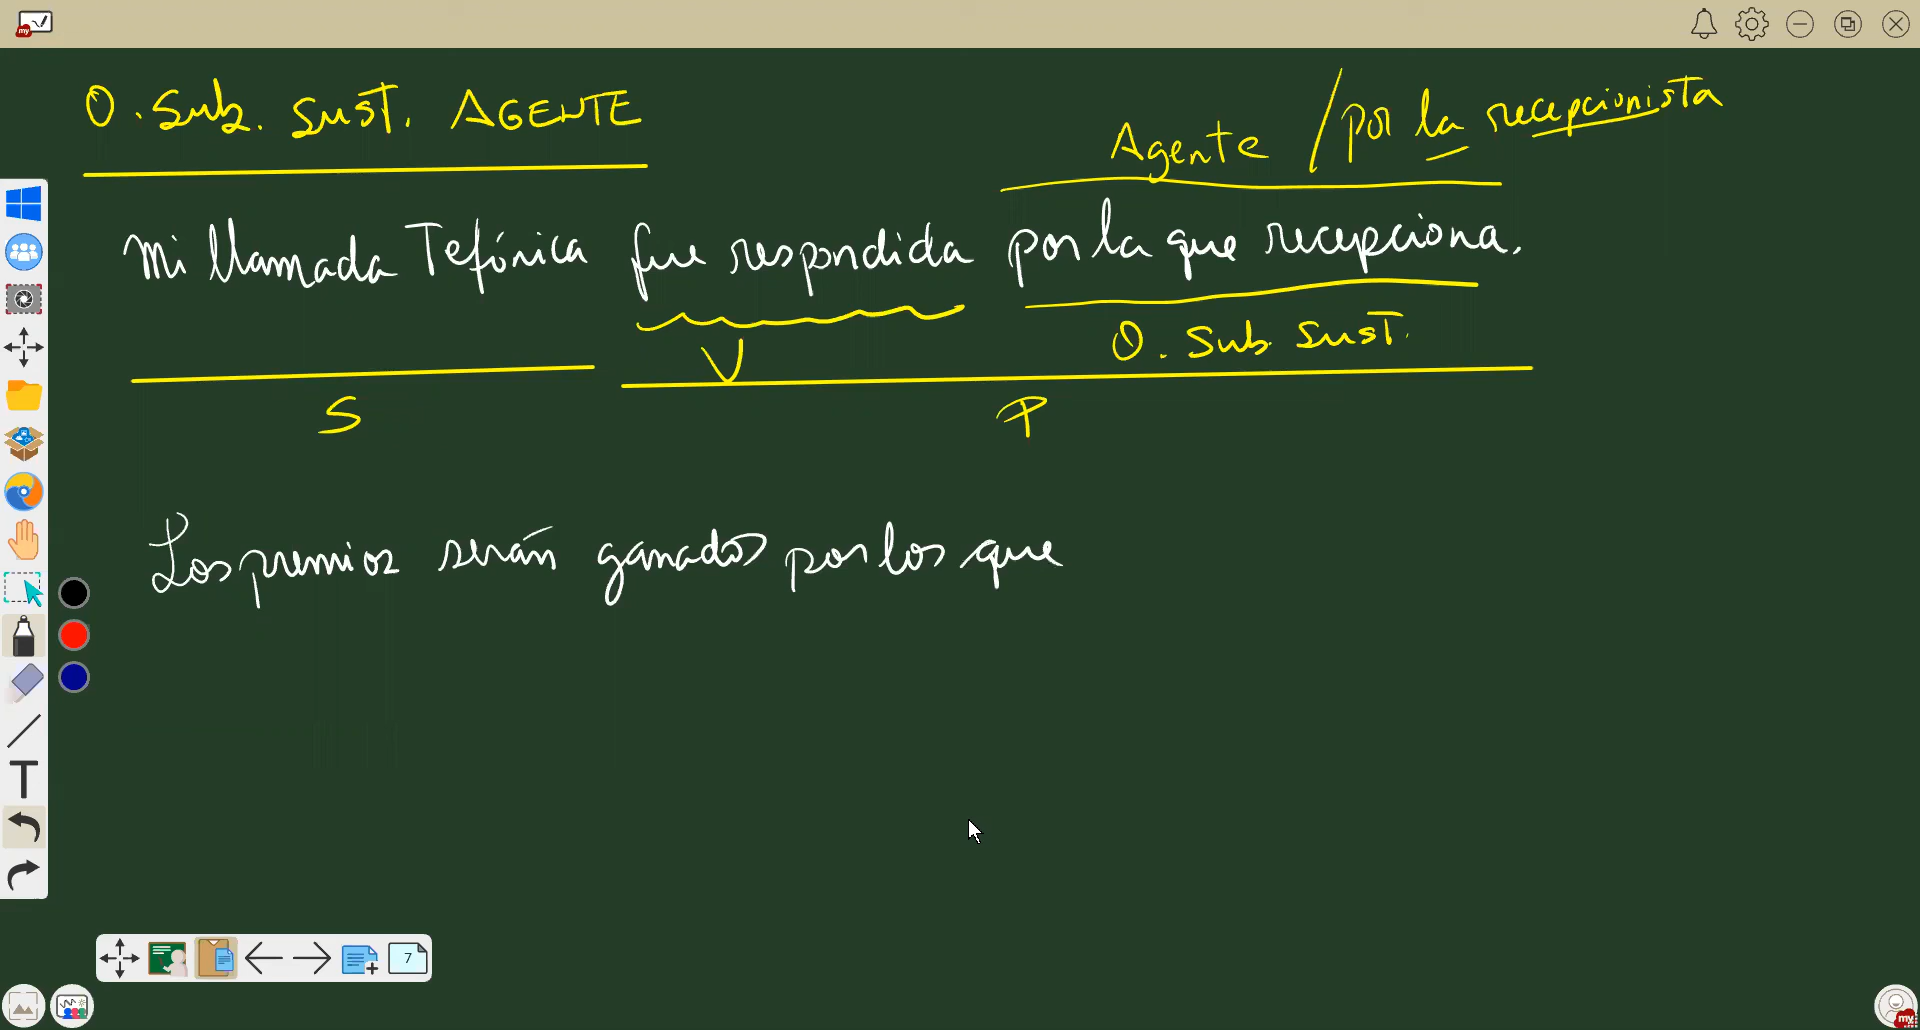 O. Sub. Sust. AGENTE
Agente / por la recepcionista
Mi llamada Tefónica fue respondida por la que recepciona.
V
O. Sub. Sust.
S
P
Los premios serán ganados por los que
7